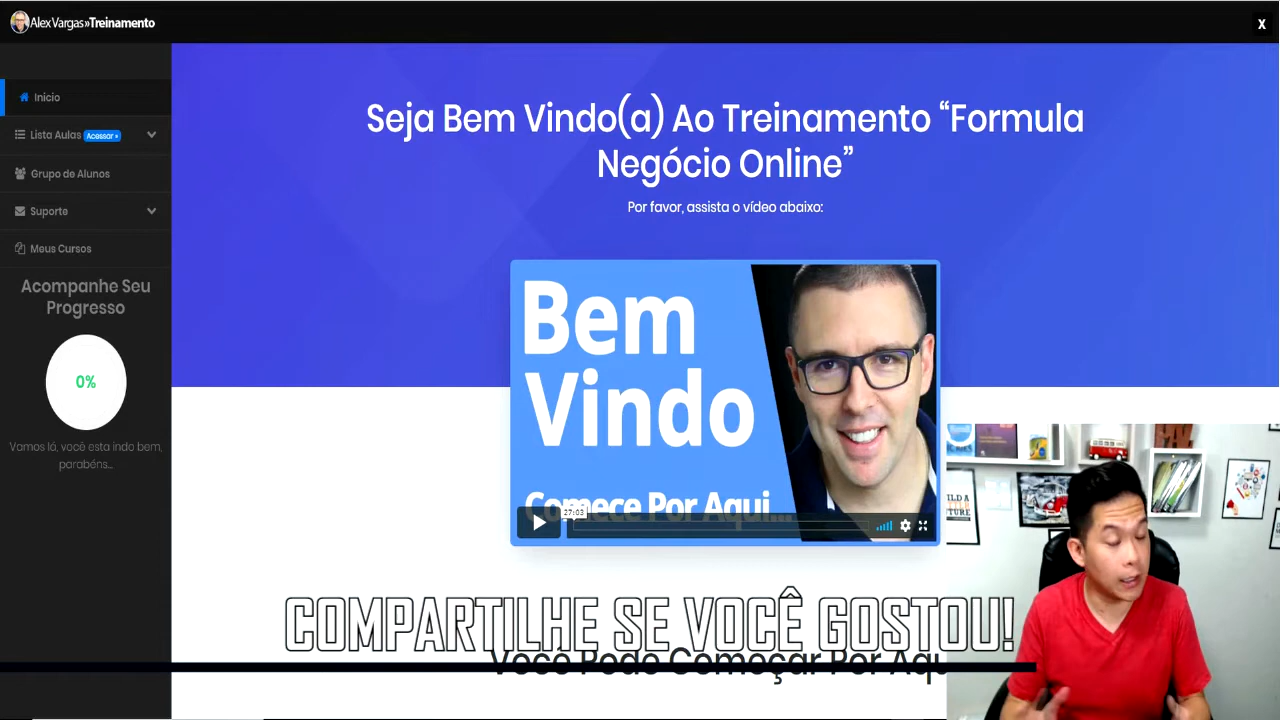 Alex Vargas»Treinamento
X
Início
Lista Aulas Acessar »
Grupo de Alunos
Suporte
Meus Cursos
Acompanhe Seu
Progresso
0%
Vamos lá, você esta indo bem,
parabéns...
Seja Bem Vindo(a) Ao Treinamento “Formula
Negócio Online”
Por favor, assista o vídeo abaixo:
Bem
Vindo
Comece Por Aqui...
27:03
COMPARTILHE SE VOCÊ GOSTOU!
Você Pode Começar Por Aqu